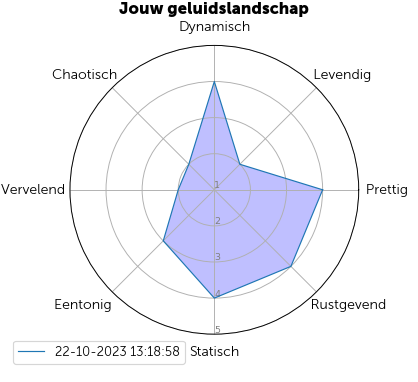 Jouw geluidslandschap
Dynamisch
Chaotisch
Levendig
Vervelend
Prettig
1
2
3
4
5
Eentonig
Rustgevend
22-10-2023 13:18:58
Statisch